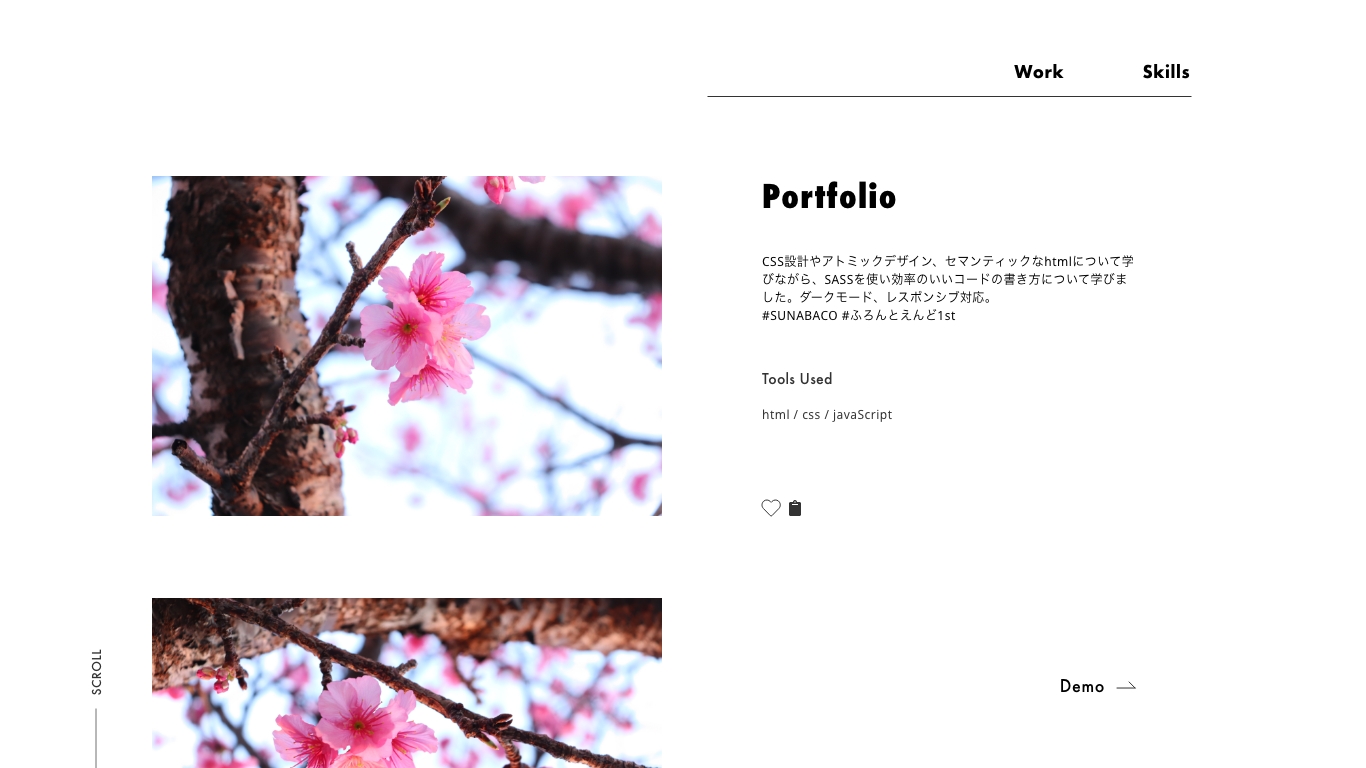 Work
Skills
Portfolio
CSS設計やアトミックデザイン、セマンティックなhtmlについて学
びながら、SASSを使い効率のいいコードの書き方について学びま
した。ダークモード、レスポンシブ対応。
#SUNABACO #ふろんとえんど1st
Tools Used
html / css / javaScript
SCROLL
Demo